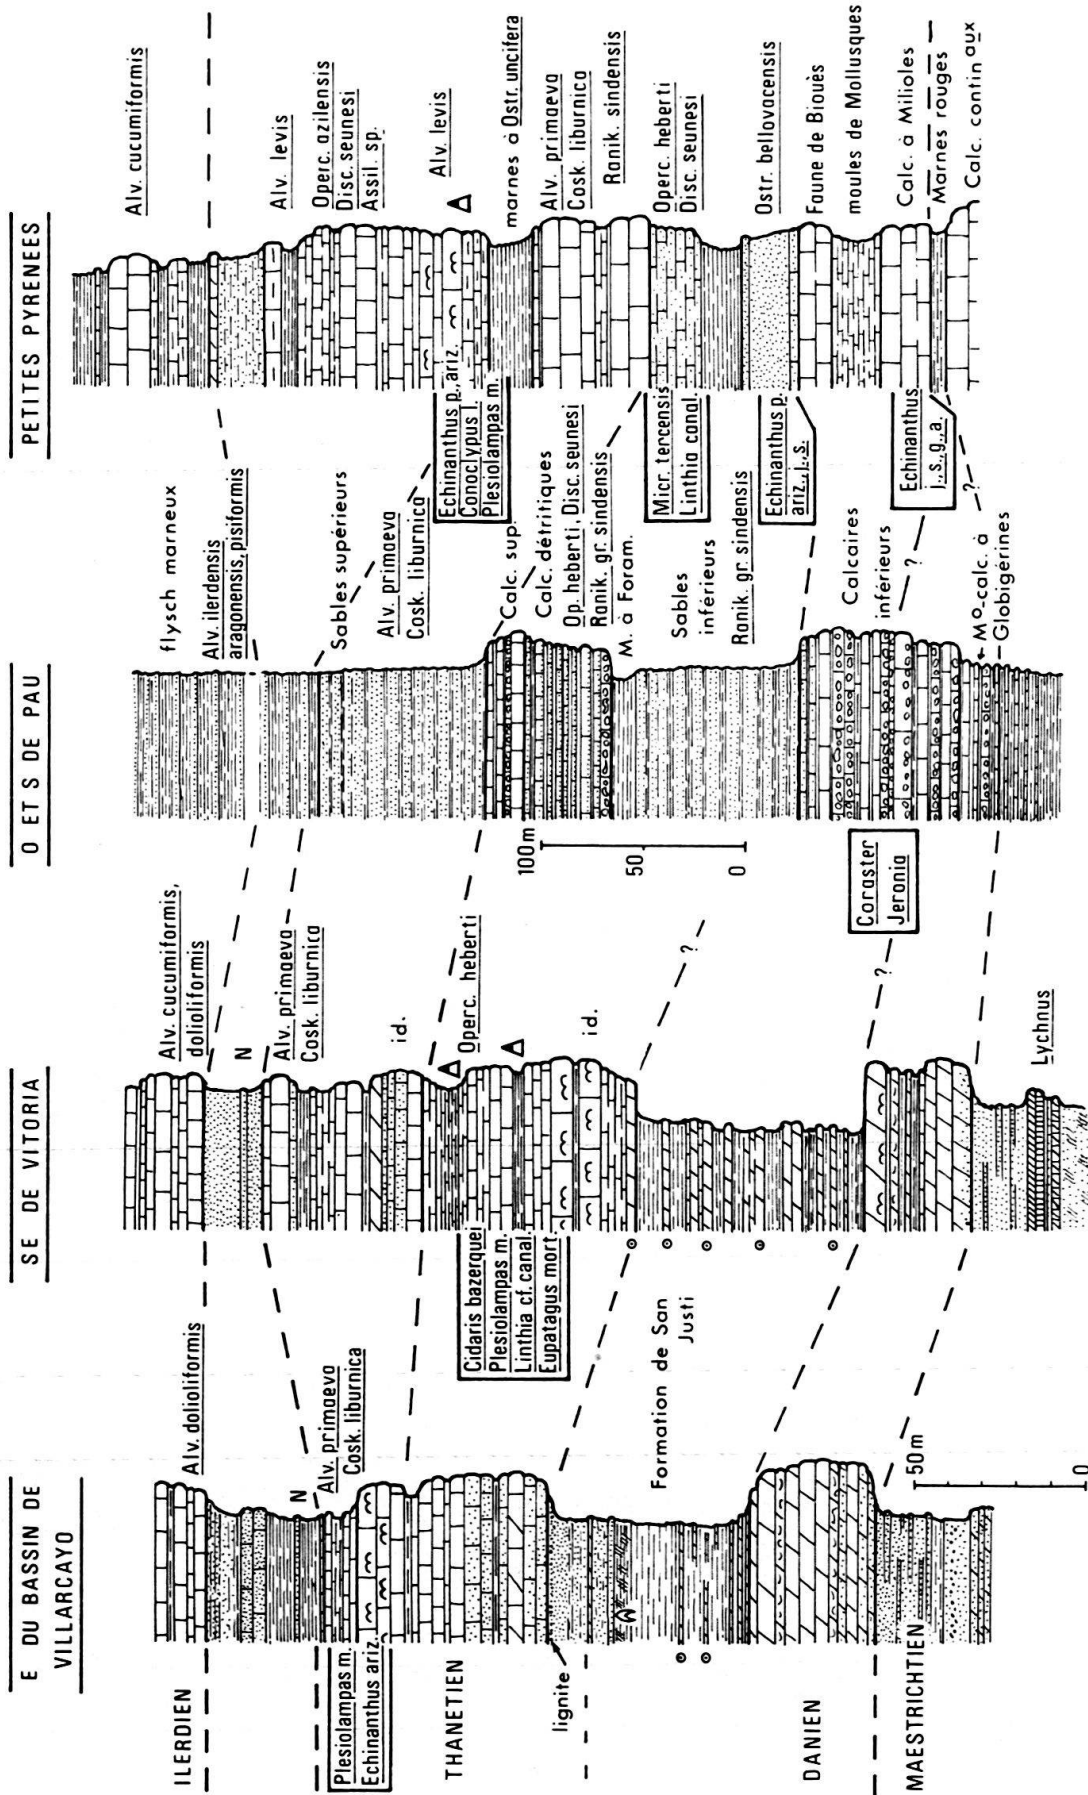 E DU BASSIN DE
VILLARCAYO
SE DE VITORIA
O ET S DE PAU
PETITES PYRENEES
ILERDIEN
THANETIEN
DANIEN
MAESTRICHTIEN
Alv. dolioliformis
N
Alv. primaeva
Cosk. liburnica
Plesiolampas m.
Echinanthus ariz.
lignite
Formation de San
Justi
50m
0
Alv. cucumiformis,
dolioliformis
N
Alv. primaeva
Cosk. liburnica
id.
Operc. heberti
id.
Cidaris bazerquei
Plesiolampas m.
Linthia cf. canal.
Eupatagus mort.
?
?
Lychnus
flysch marneux
Alv. ilerdensis
aragonensis, pisiformis
Sables supérieurs
Alv. primaeva
Cosk. liburnica
Calc. sup.
Calc. détritiques
Op. heberti, Disc. seunesi
Ranik. gr. sindensis
M. à Foram.
Sables
inférieurs
Ranik. gr. sindensis
Calcaires
inférieurs
?
Mº-calc. à
Globigérines
100m
50
0
Coraster
Jerania
Alv. cucumiformis
Alv. levis
Operc. azilensis
Disc. seunesi
Assil. sp.
Alv. levis
marnes à Ostr. uncifera
Alv. primaeva
Cosk. liburnica
Ranik. sindensis
Operc. heberti
Disc. seunesi
Ostr. bellovacensis
Faune de Biouès
moules de Mollusques
Calc. à Milioles
Marnes rouges
?
Calc. contin aux
Echinanthus p., ariz.
Conoclypus l.
Plesiolampas m.
Micr. tercensis
Linthia canal.
Echinanthus p.
ariz., j., s.
Echinanthus
j., s., g., a.
?